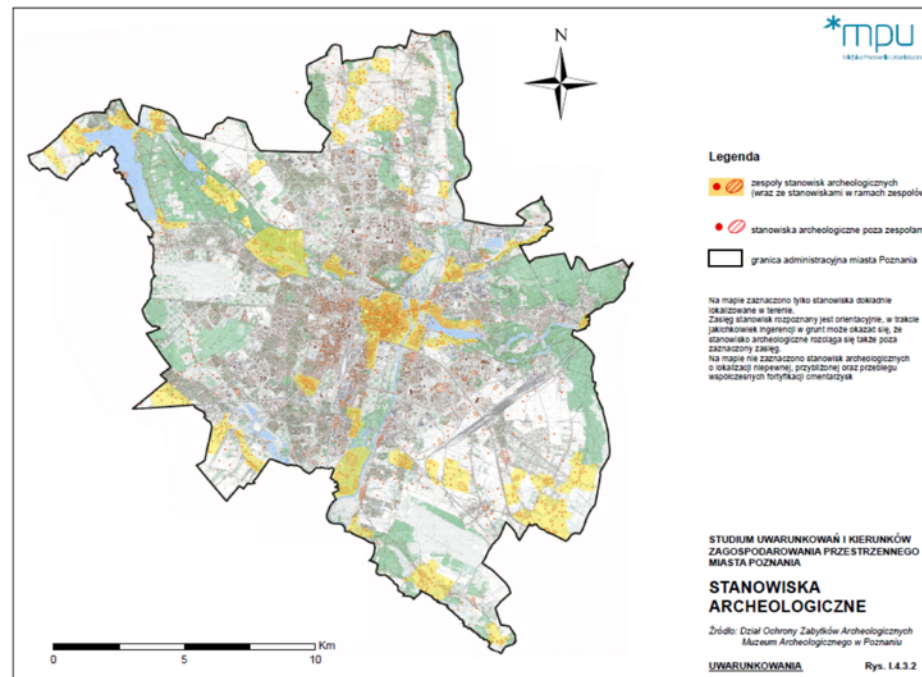 N
*mpu
Legenda
zespoły stanowisk archeologicznych
(wraz ze stanowiskami w ramach zespołów
stanowiska archeologiczne poza zespołam
granica administracyjna miasta Poznania
Na mapie zaznaczono tylko stanowiska dokładnie
lokalizowane w terenie.
Zasięg stanowisk rozpoznany jest orientacyjnie, w trakcie
jakichkolwiek ingerencji w grunt może okazać się, że
stanowisko archeologiczne rozciąga się także poza
zaznaczony zasięg.
Na mapie nie zaznaczono stanowisk archeologicznych
o lokalizacji niepewnej, przybliżonej oraz przebiegu
współczesnych fortyfikacji cmentarzysk
STUDIUM UWARUNKOWAŃ I KIERUNKÓW
ZAGOSPODAROWANIA PRZESTRZENNEGO
MIASTA POZNANIA
STANOWISKA
ARCHEOLOGICZNE
Źródło: Dział Ochrony Zabytków Archeologicznych
Muzeum Archeologicznego w Poznaniu
UWARUNKOWANIA Rys. I.4.3.2
Km
0 5 10